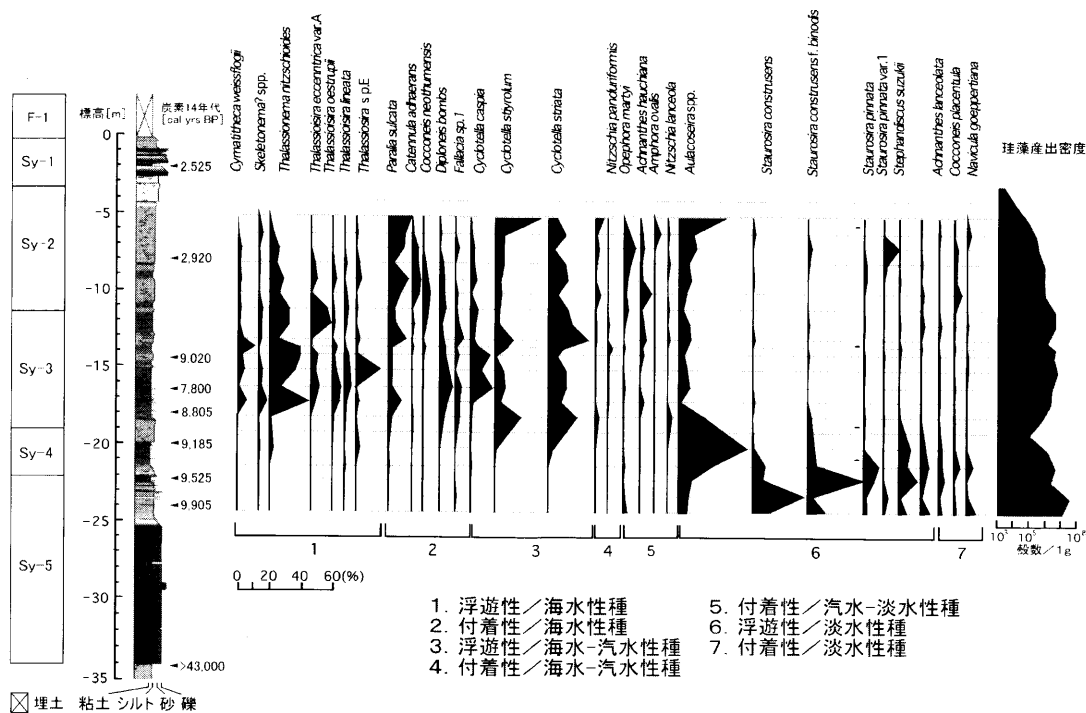 標高[m]
炭素14年代
[cal yrs BP]
F-1
Sy-1
Sy-2
Sy-3
Sy-4
Sy-5
0
-5
-10
-15
-20
-25
-30
-35
◄2.525
◄2.920
◄9.020
◄7.800
◄8.805
◄9.185
◄9.525
◄9.905
◄>43.000
埋土 粘土 シルト 砂 礫
Cymatitheca weissflogii
Skeletonema? spp.
Thalassionema nitzschioides
Thalassiosira eccenntrica var.A
Thalassiosira oestrupii
Thalassiosira lineata
Thalassiosira s p.E
Paralia sulcata
Catennula adhaerans
Cocconeis neothumensis
Diploneis bombs
Fallacia sp.1
Cyclotella caspia
Cyclotella styrolum
Cyclotella striata
Nitzschia panduriformis
Opephora martyi
Achnanthes hauchiana
Amphora ovalis
Nitzschia lanceola
Aulacoseira spp.
Staurosira construsens
Staurosira construsens f. binodis
Staurosira pinnata
Staurosira pinnata var.1
Stephandiscus suzukii
Achnanthes lanceolata
Cocconeis placentula
Navicula goeppertiana
珪藻産出密度
1
2
3
4
5
6
7
0 20 40 60(%)
殻数/1g
1. 浮遊性/海水性種
2. 付着性/海水性種
3. 浮遊性/海水-汽水性種
4. 付着性/海水-汽水性種
5. 付着性/汽水-淡水性種
6. 浮遊性/淡水性種
7. 付着性/淡水性種